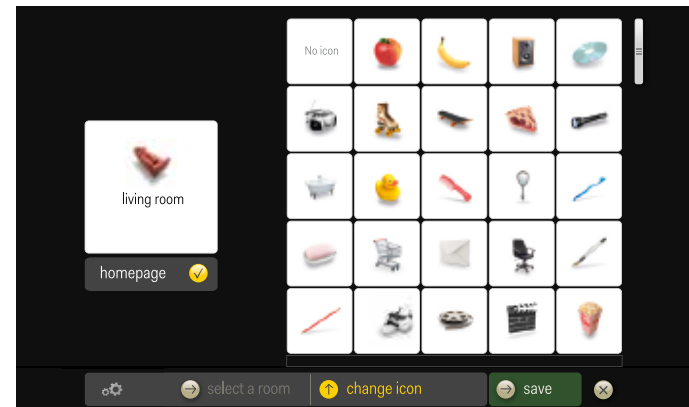 No icon
living room
homepage
select a room
change icon
save